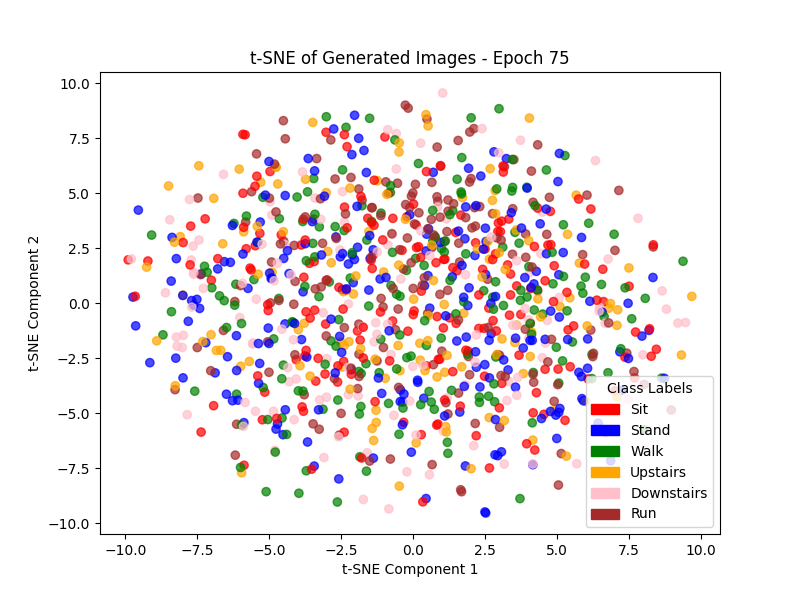 t-SNE of Generated Images - Epoch 75
t-SNE Component 2
10.0
7.5
5.0
2.5
0.0
−2.5
−5.0
−7.5
−10.0
Class Labels
Sit
Stand
Walk
Upstairs
Downstairs
Run
−10.0 −7.5 −5.0 −2.5 0.0 2.5 5.0 7.5 10.0
t-SNE Component 1